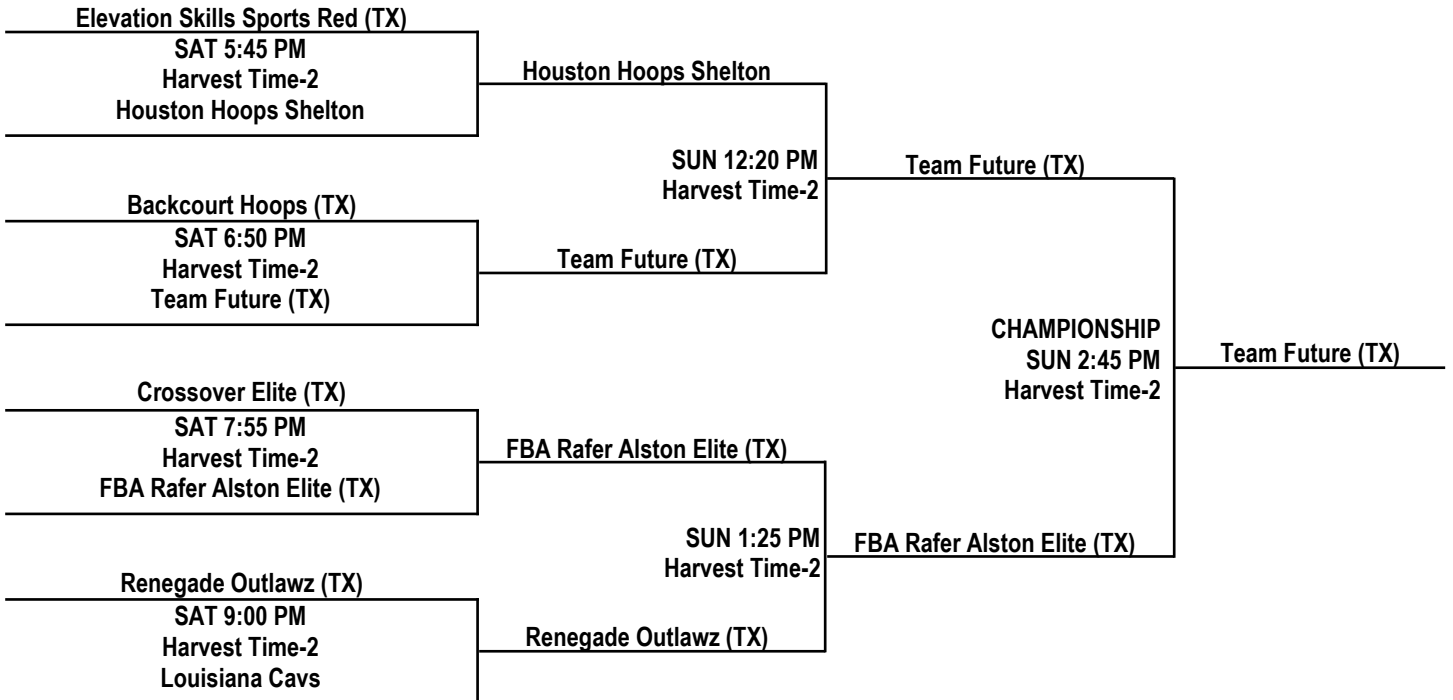 Elevation Skills Sports Red (TX)
SAT 5:45 PM
Harvest Time-2
Houston Hoops Shelton
Houston Hoops Shelton
SUN 12:20 PM
Harvest Time-2
Team Future (TX)
Backcourt Hoops (TX)
SAT 6:50 PM
Harvest Time-2
Team Future (TX)
Team Future (TX)
CHAMPIONSHIP
SUN 2:45 PM
Harvest Time-2
Team Future (TX)
Crossover Elite (TX)
SAT 7:55 PM
Harvest Time-2
FBA Rafer Alston Elite (TX)
FBA Rafer Alston Elite (TX)
SUN 1:25 PM
Harvest Time-2
FBA Rafer Alston Elite (TX)
Renegade Outlawz (TX)
SAT 9:00 PM
Harvest Time-2
Louisiana Cavs
Renegade Outlawz (TX)